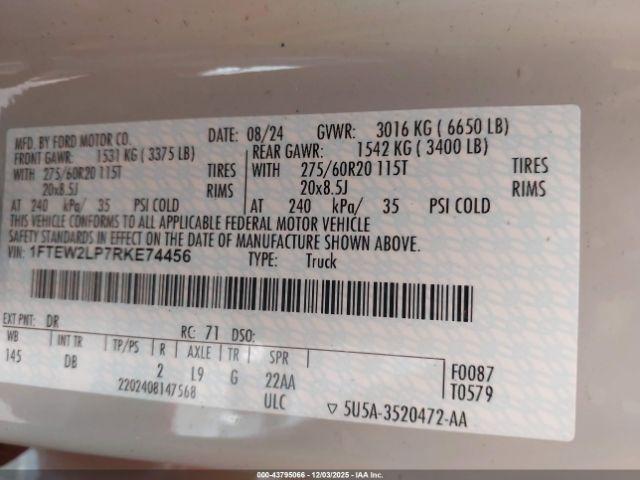 MFD. BY FORD MOTOR CO. DATE: 08/24 GVWR: 3016 KG ( 6650 LB)
FRONT GAWR: 1531 KG ( 3375 LB) REAR GAWR: 1542 KG ( 3400 LB)
WITH 275/60R20 115T TIRES WITH 275/60R20 115T TIRES
20x8.5J RIMS 20x8.5J RIMS
AT 240 kPa/ 35 PSI COLD AT 240 kPa/ 35 PSI COLD
THIS VEHICLE CONFORMS TO ALL APPLICABLE FEDERAL MOTOR VEHICLE
SAFETY STANDARDS IN EFFECT ON THE DATE OF MANUFACTURE SHOWN ABOVE.
VIN: 1FTEW2LP7RKE74456 TYPE: Truck
EXT PNT: DR RC: 71 DSO:
WB INT TR TP/PS R AXLE TR SPR
145 DB 2 L9 G 22AA F0087
2202408147568 ULC T0579
▽ 5U5A-3520472-AA
000-43795066 - 12/03/2025 - IAA Inc.